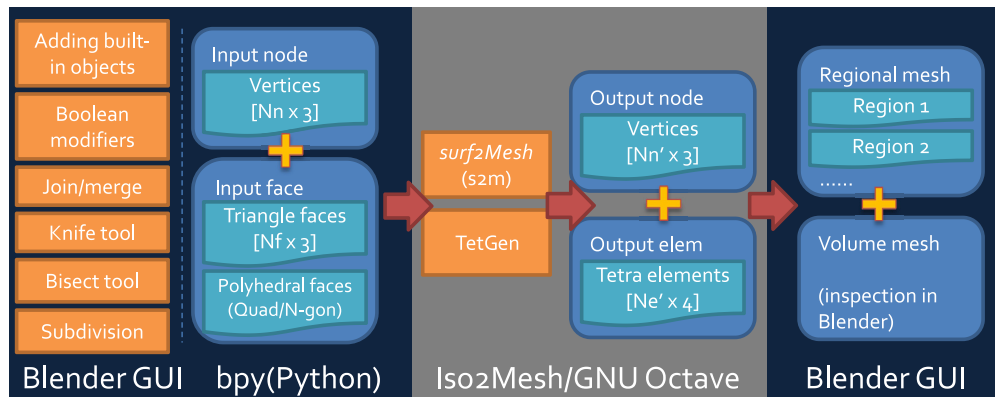 Adding built-
in objects
Boolean
modifiers
Join/merge
Knife tool
Bisect tool
Subdivision
Blender GUI
Input node
Vertices
[Nn x 3]
Input face
Triangle faces
[Nf x 3]
Polyhedral faces
(Quad/N-gon)
bpy(Python)
surf2Mesh
(s2m)
TetGen
Output node
Vertices
[Nn' x 3]
Output elem
Tetra elements
[Ne' x 4]
Iso2Mesh/GNU Octave
Regional mesh
Region 1
Region 2
......
Volume mesh
(inspection in
Blender)
Blender GUI